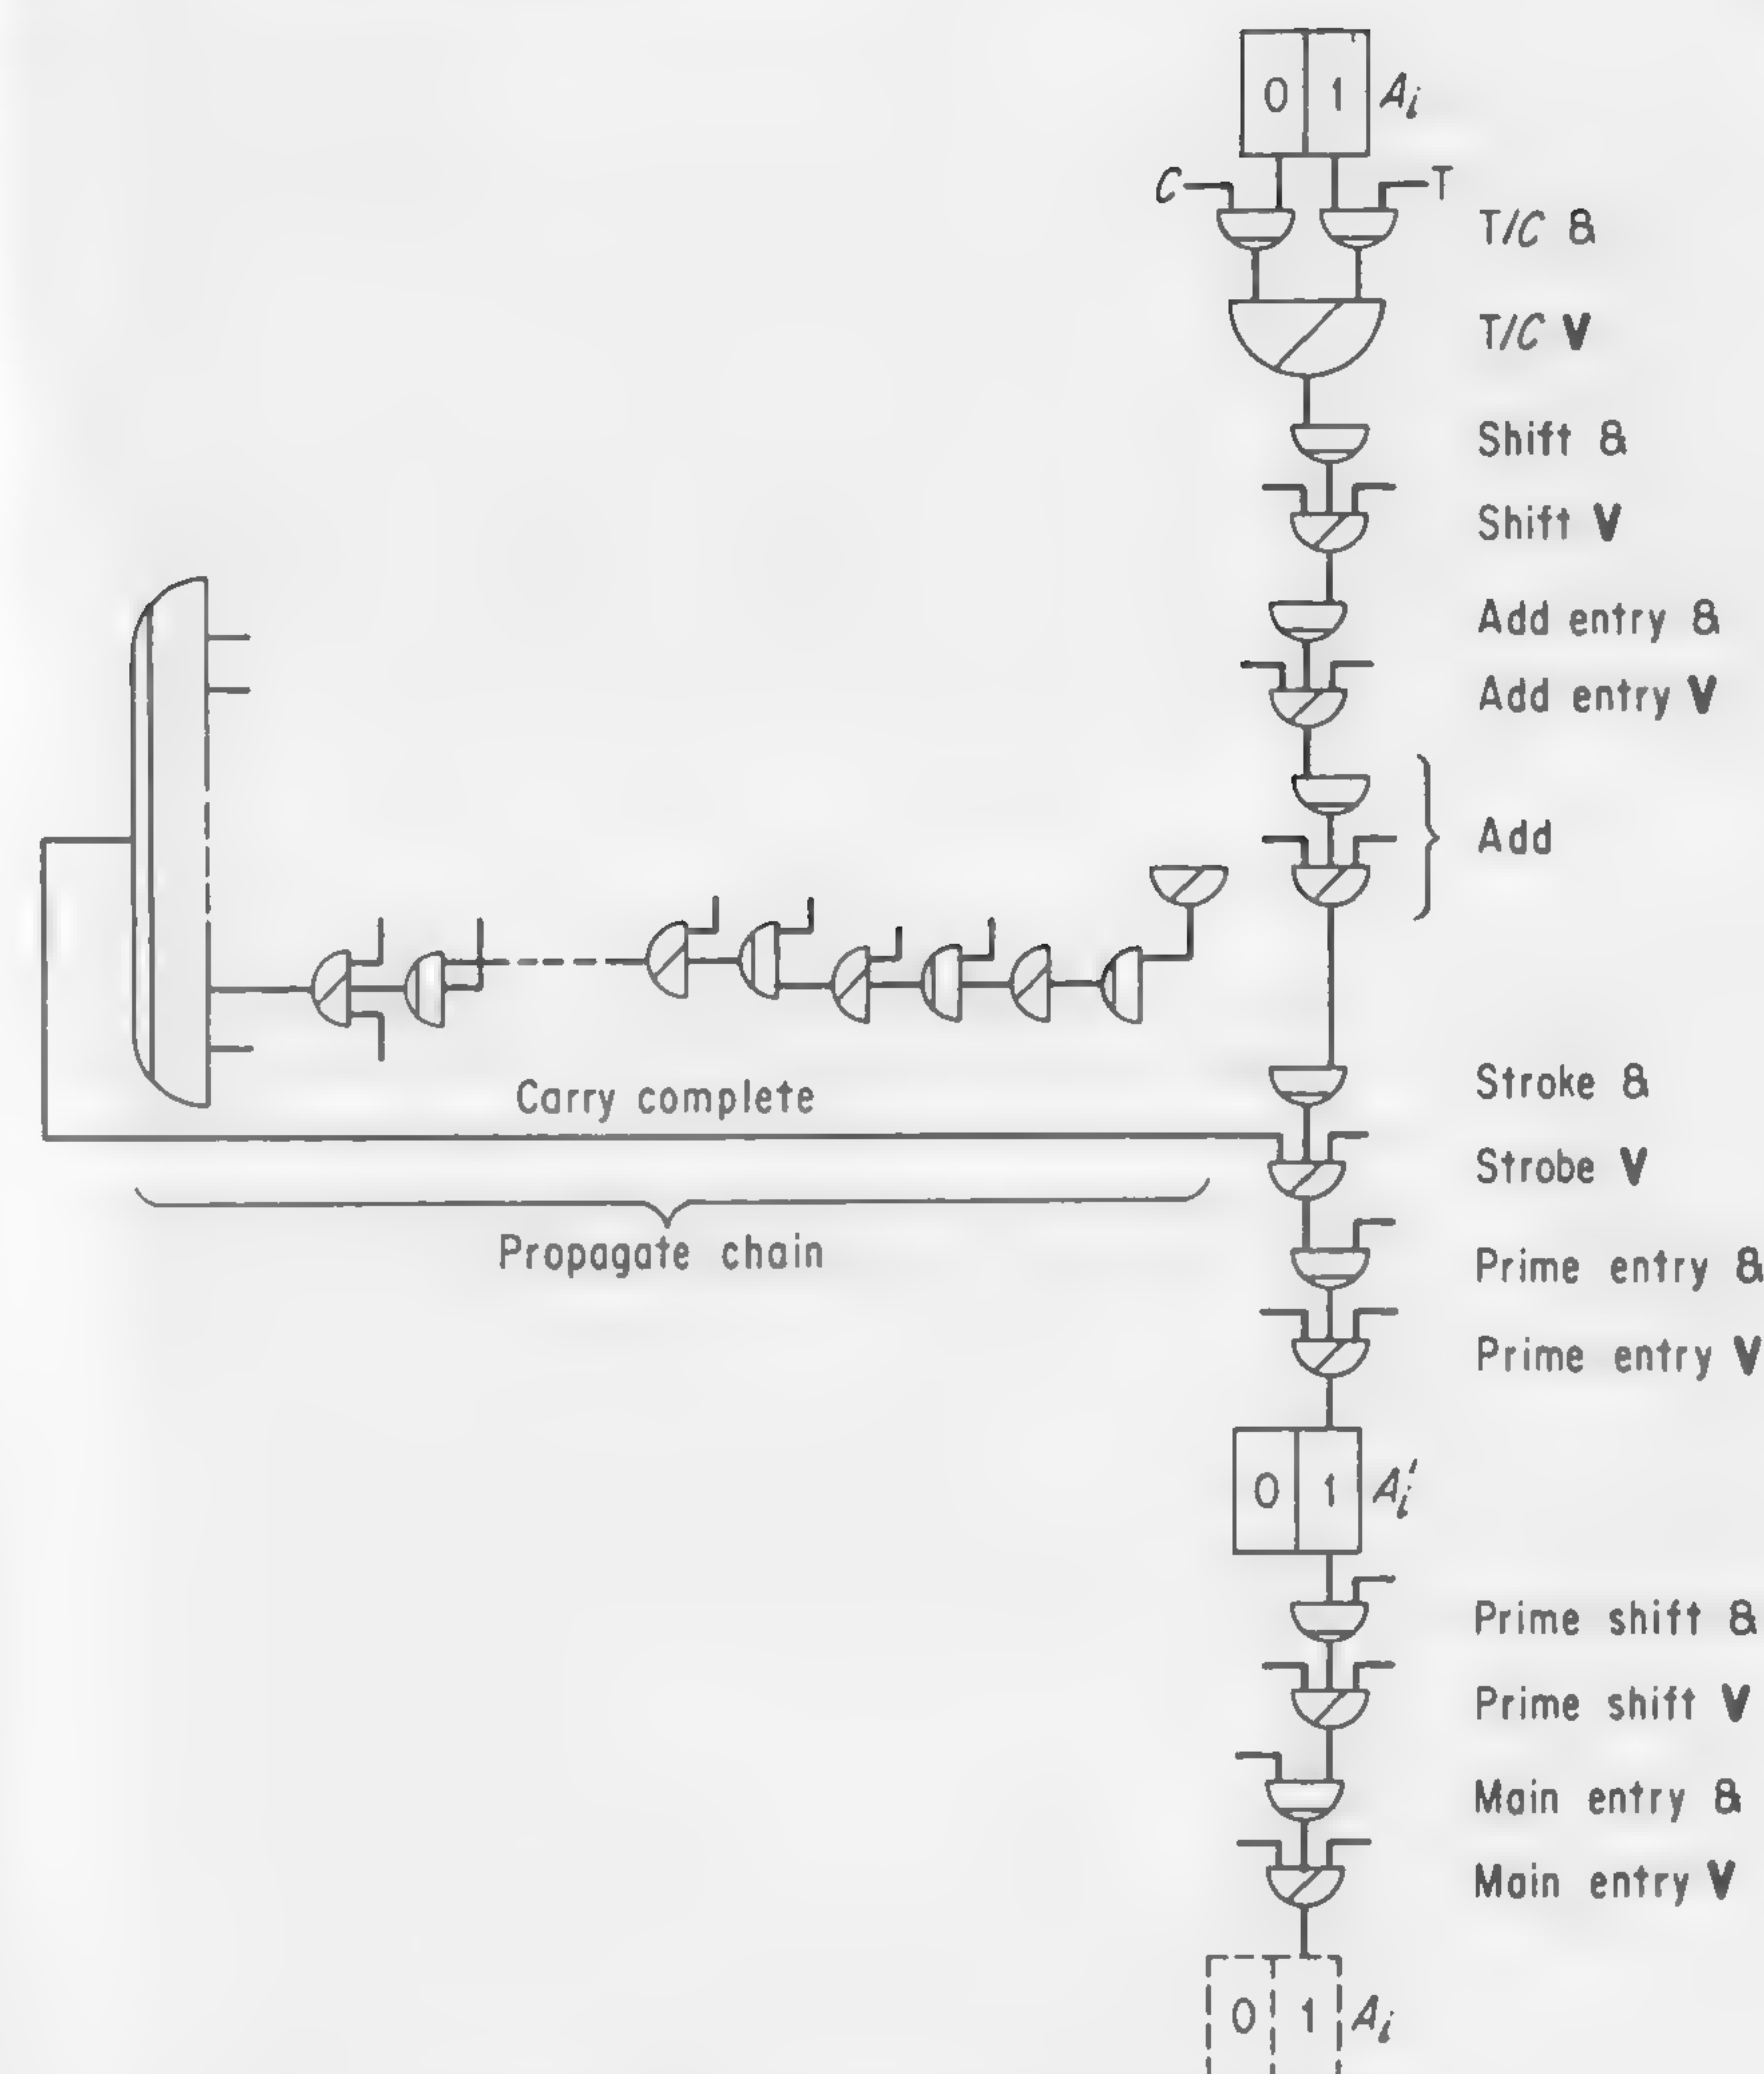 0 1 Ai
C T
T/C &
T/C V
Shift &
Shift V
Add entry &
Add entry V
Add
Carry complete
Stroke &
Strobe V
Propagate chain
Prime entry &
Prime entry V
0 1 Ai'
Prime shift &
Prime shift V
Main entry &
Main entry V
0 1 Ai